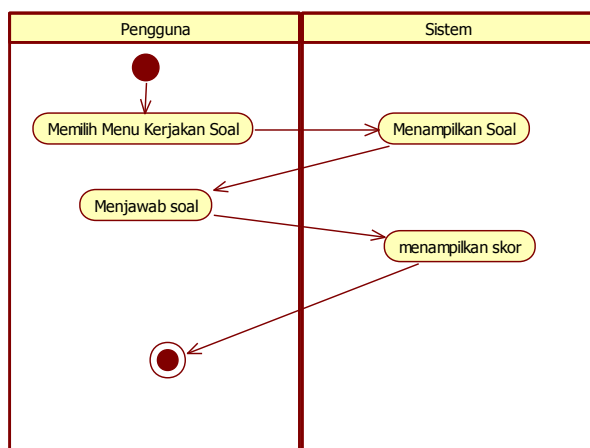 Pengguna
Sistem
Memilih Menu Kerjakan Soal
Menampilkan Soal
Menjawab soal
menampilkan skor